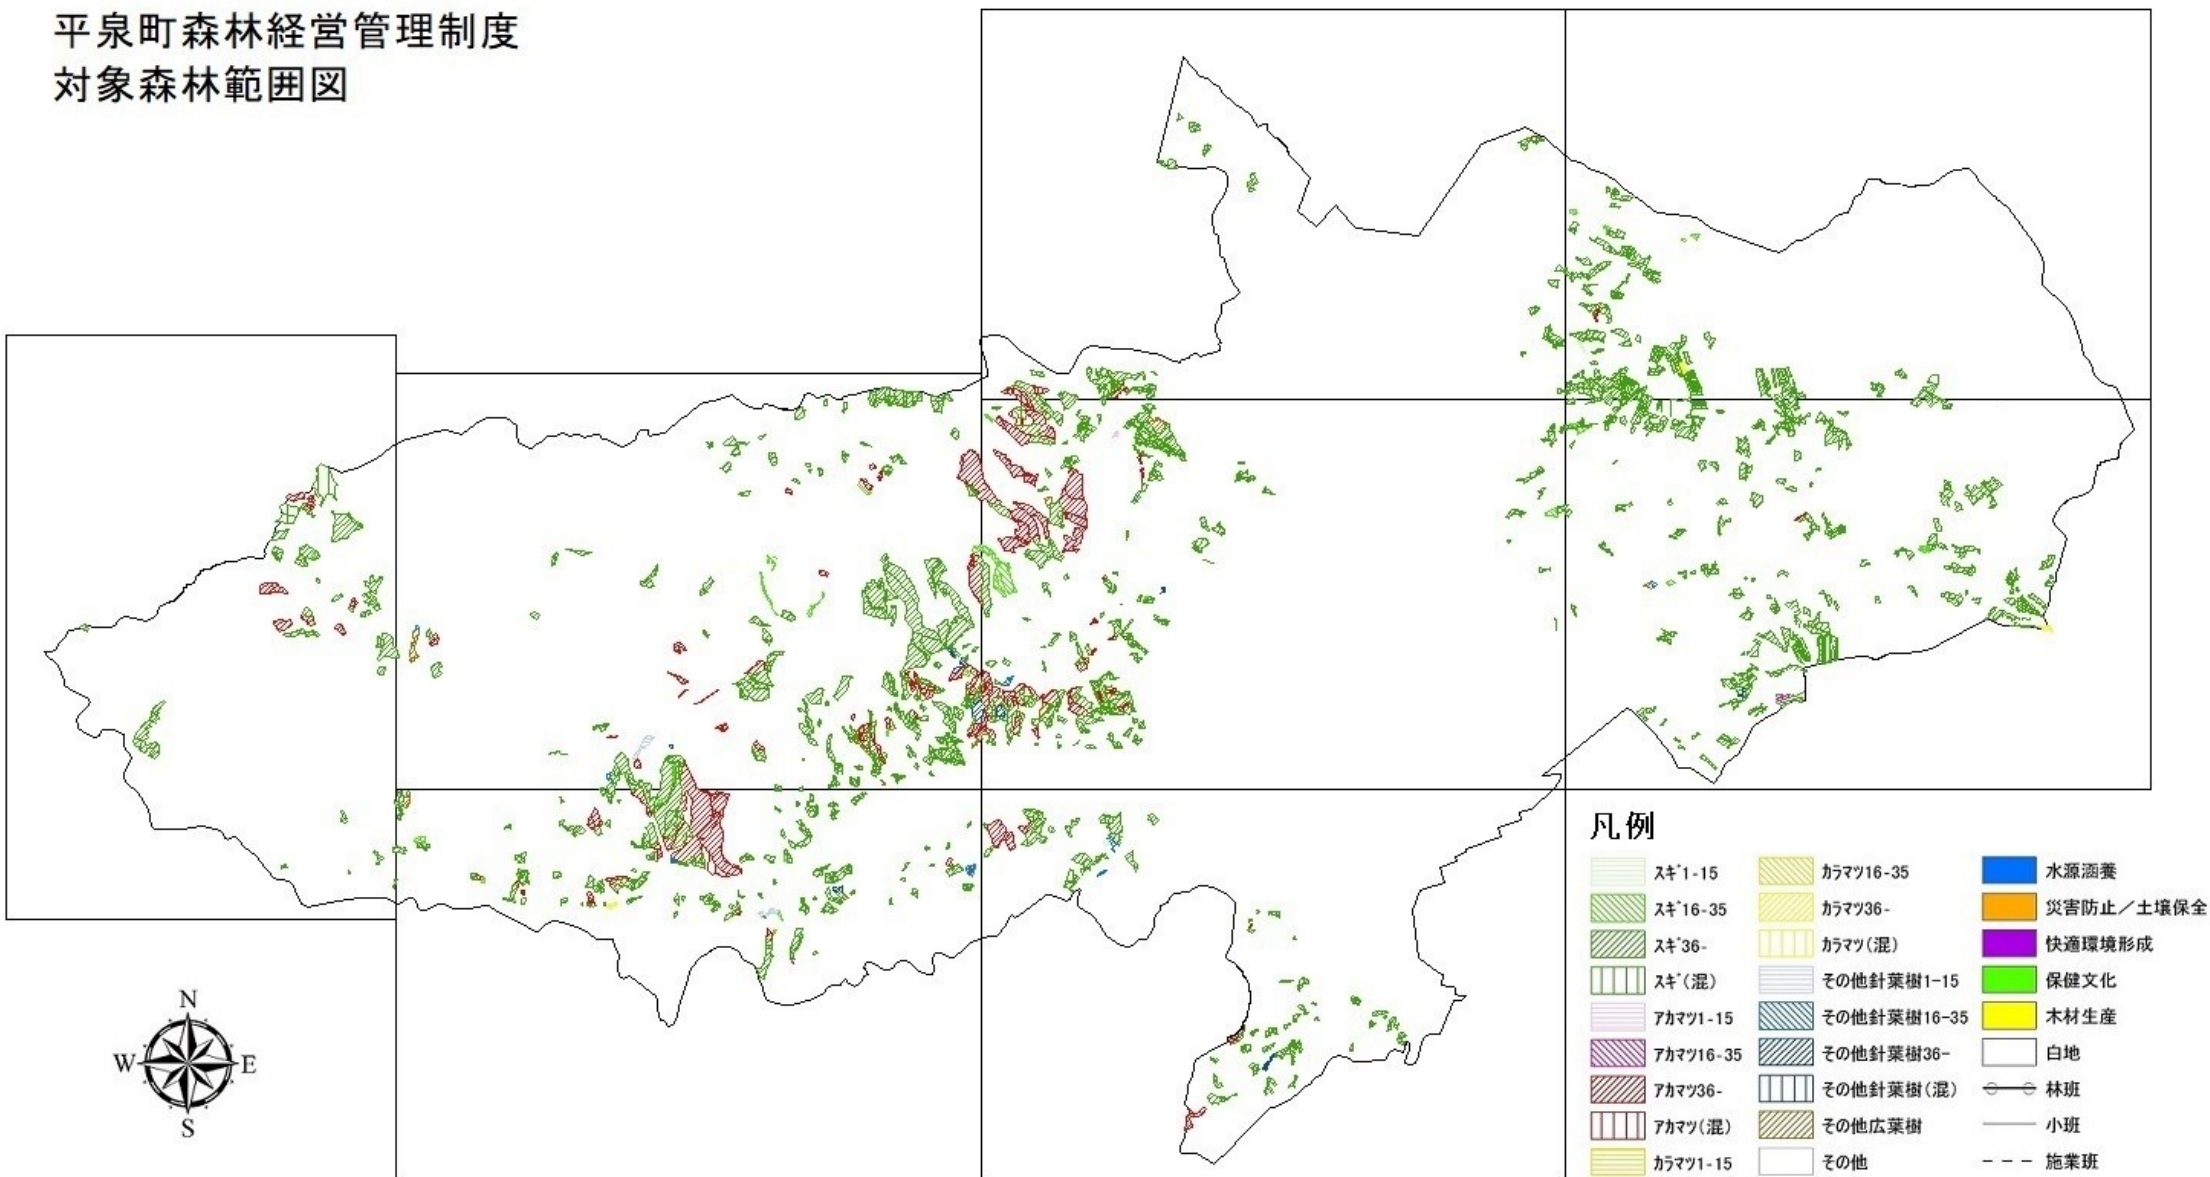 平泉町森林経営管理制度
対象森林範囲図
N
W
E
S
凡例
ｽｷﾞ1-15
ｽｷﾞ16-35
ｽｷﾞ36-
ｽｷﾞ(混)
ｱｶﾏﾂ1-15
ｱｶﾏﾂ16-35
ｱｶﾏﾂ36-
ｱｶﾏﾂ(混)
ｶﾗﾏﾂ1-15
ｶﾗﾏﾂ16-35
ｶﾗﾏﾂ36-
ｶﾗﾏﾂ(混)
その他針葉樹1-15
その他針葉樹16-35
その他針葉樹36-
その他針葉樹(混)
その他広葉樹
その他
水源涵養
災害防止／土壌保全
快適環境形成
保健文化
木材生産
白地
林班
小班
施業班